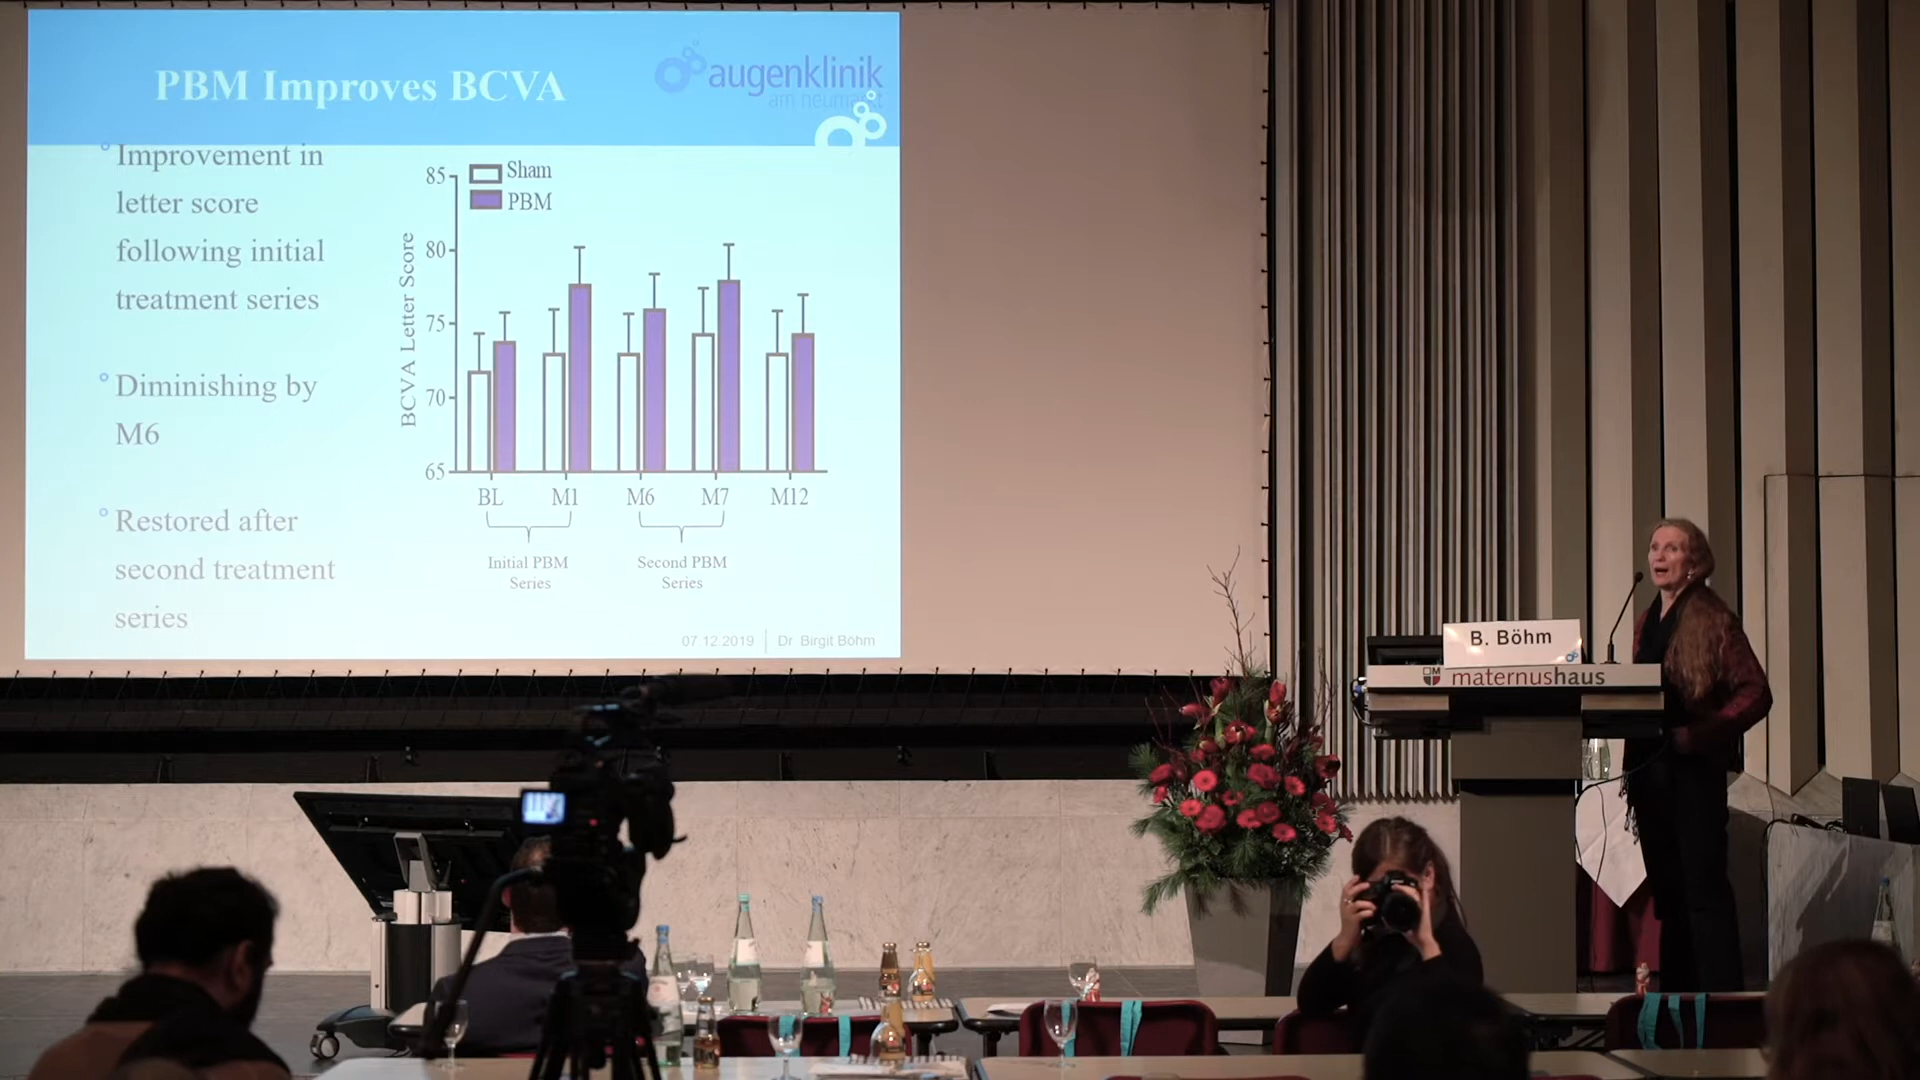 PBM Improves BCVA
augenklinik
am neumarkt
Improvement in
letter score
following initial
treatment series
Diminishing by
M6
Restored after
second treatment
series
Sham
PBM
BCVA Letter Score
85
80
75
70
65
BL M1 M6 M7 M12
Initial PBM
Series
Second PBM
Series
07.12.2019 Dr. Birgit Böhm
B. Böhm
maternushaus